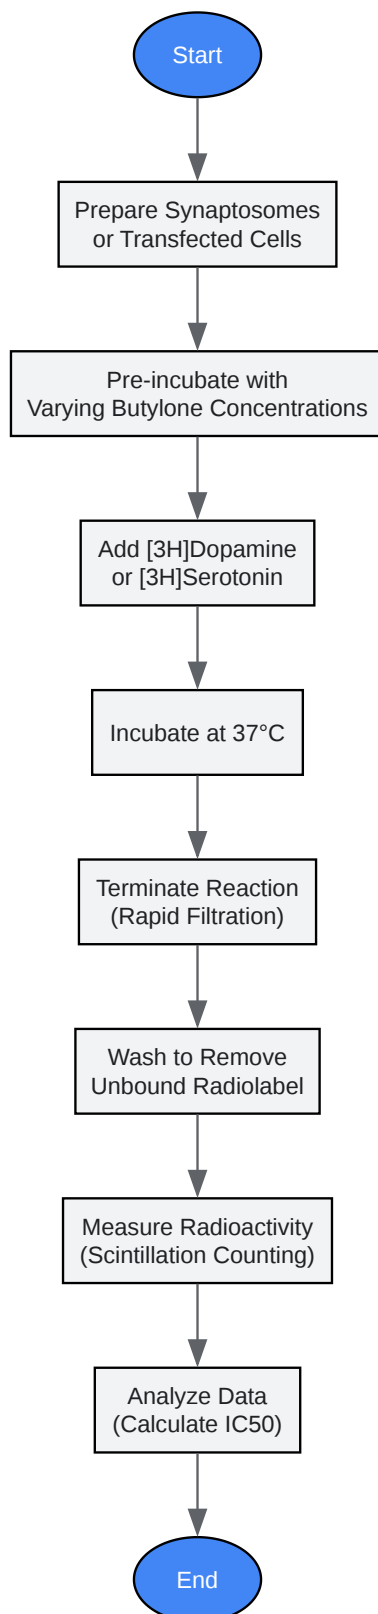 Start
Prepare Synaptosomes
or Transfected Cells
Pre-incubate with
Varying Butylone Concentrations
Add [3H]Dopamine
or [3H]Serotonin
Incubate at 37°C
Terminate Reaction
(Rapid Filtration)
Wash to Remove
Unbound Radiolabel
Measure Radioactivity
(Scintillation Counting)
Analyze Data
(Calculate IC50)
End